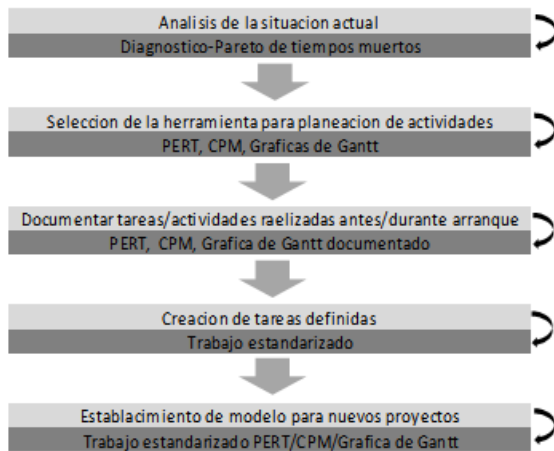 Analisis de la situacion actual
Diagnostico-Pareto de tiempos muertos
Seleccion de la herramienta para planeacion de actividades
PERT, CPM, Graficas de Gantt
Documentar tareas/actividades raelizadas antes/durante arranque
PERT, CPM, Grafica de Gantt documentado
Creacion de tareas definidas
Trabajo estandarizado
Establacimiento de modelo para nuevos proyectos
Trabajo estandarizado PERT/CPM/Grafica de Gantt